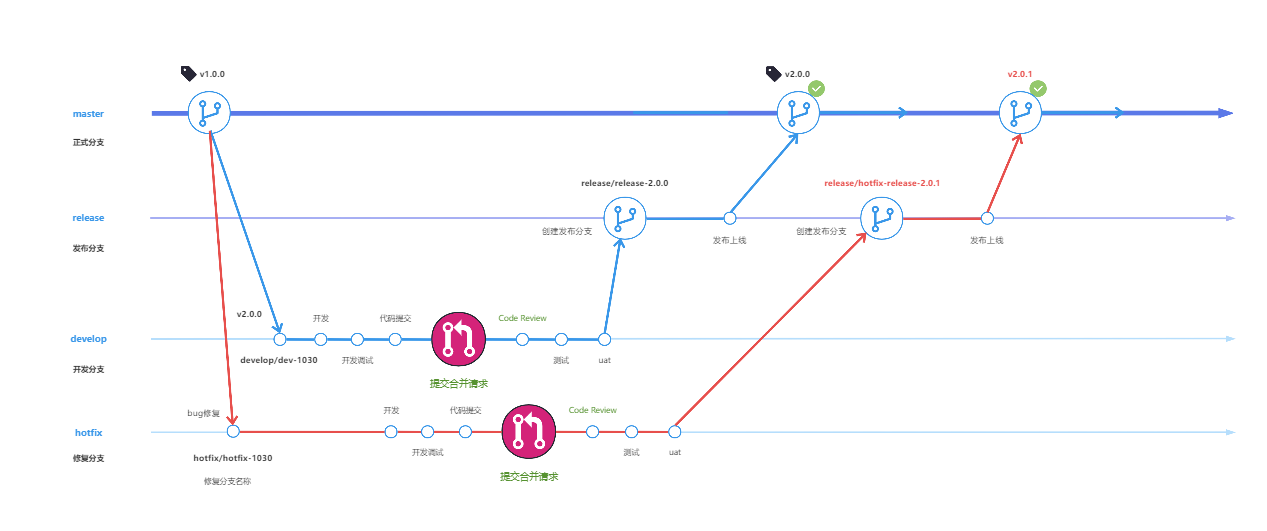 v1.0.0
v2.0.0
v2.0.1
master
正式分支
release/release-2.0.0
release/hotfix-release-2.0.1
release
创建发布分支
创建发布分支
发布上线
发布上线
发布分支
v2.0.0
开发
代码提交
Code Review
develop
develop/dev-1030
开发调试
测试
uat
开发分支
提交合并请求
bug修复
开发
代码提交
Code Review
hotfix
开发调试
测试
uat
修复分支
hotfix/hotfix-1030
提交合并请求
修复分支名称